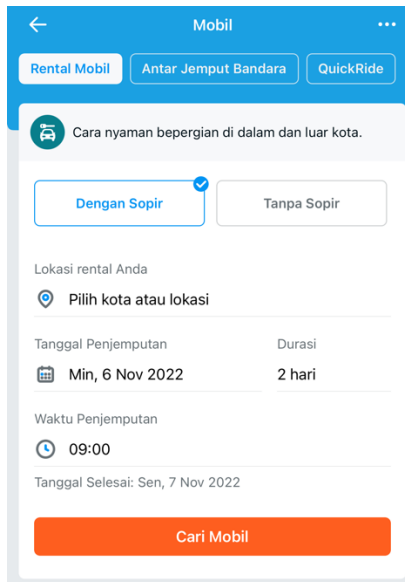 Mobil
Rental Mobil Antar Jemput Bandara QuickRide
Cara nyaman bepergian di dalam dan luar kota.
Dengan Sopir Tanpa Sopir
Lokasi rental Anda
Pilih kota atau lokasi
Tanggal Penjemputan Durasi
Min, 6 Nov 2022 2 hari
Waktu Penjemputan
09:00
Tanggal Selesai: Sen, 7 Nov 2022
Cari Mobil